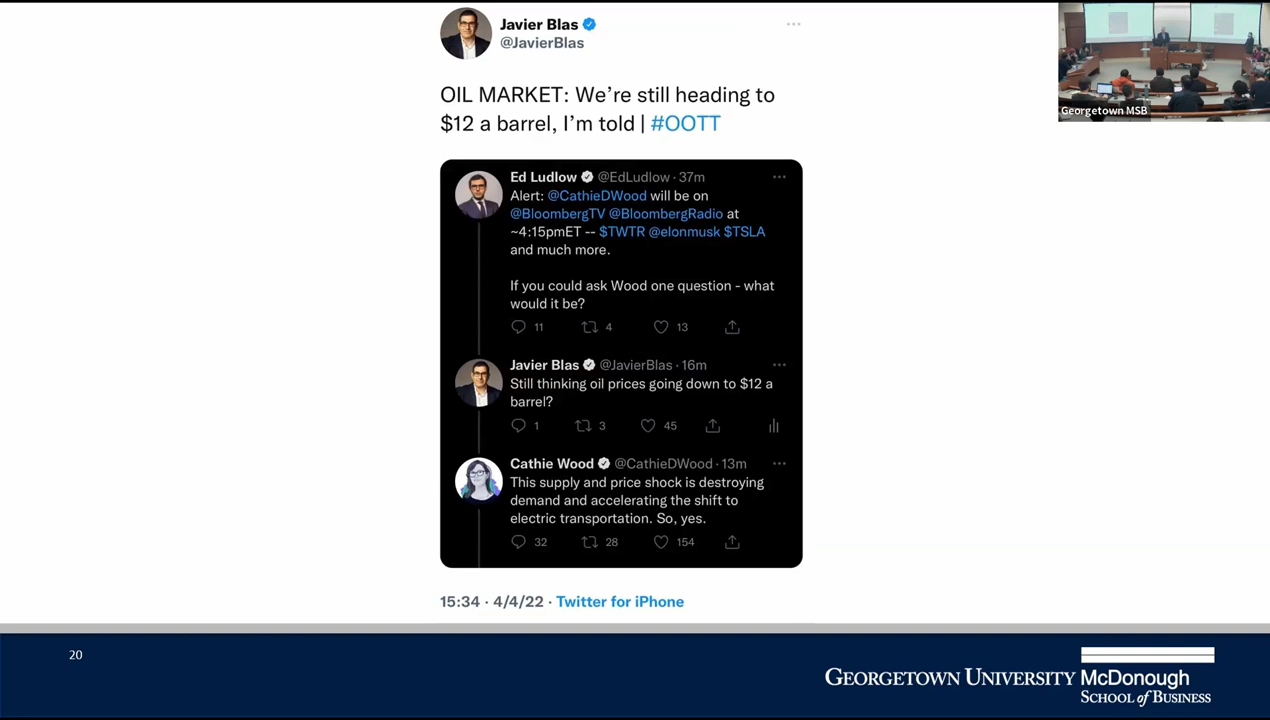 Javier Blas
@JavierBlas
OIL MARKET: We're still heading to
$12 a barrel, I'm told | #OOTT
Ed Ludlow @EdLudlow · 37m
Alert: @CathieDWood will be on
@BloombergTV @BloombergRadio at
~4:15pmET -- $TWTR @elonmusk $TSLA
and much more.
If you could ask Wood one question - what
would it be?
11 4 13
Javier Blas @JavierBlas · 16m
Still thinking oil prices going down to $12 a
barrel?
1 3 45
Cathie Wood @CathieDWood · 13m
This supply and price shock is destroying
demand and accelerating the shift to
electric transportation. So, yes.
32 28 154
15:34 · 4/4/22 · Twitter for iPhone
Georgetown MSB
20
GEORGETOWN UNIVERSITY McDonough
SCHOOL of BUSINESS